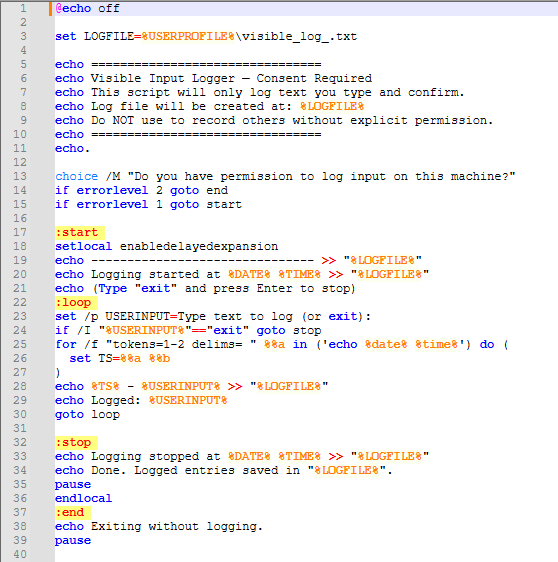 1 @echo off
2
3 set LOGFILE=%USERPROFILE%\visible_log_.txt
4
5 echo ================================
6 echo Visible Input Logger — Consent Required
7 echo This script will only log text you type and confirm.
8 echo Log file will be created at: %LOGFILE%
9 echo Do NOT use to record others without explicit permission.
10 echo ================================
11 echo.
12
13 choice /M "Do you have permission to log input on this machine?"
14 if errorlevel 2 goto end
15 if errorlevel 1 goto start
16
17 :start
18 setlocal enabledelayedexpansion
19 echo ------------------------------- >> "%LOGFILE%"
20 echo Logging started at %DATE% %TIME% >> "%LOGFILE%"
21 echo (Type "exit" and press Enter to stop)
22 :loop
23 set /p USERINPUT=Type text to log (or exit):
24 if /I "%USERINPUT%"=="exit" goto stop
25 for /f "tokens=1-2 delims= " %%a in ('echo %date% %time%') do (
26   set TS=%%a %%b
27 )
28 echo %TS% - %USERINPUT% >> "%LOGFILE%"
29 echo Logged: %USERINPUT%
30 goto loop
31
32 :stop
33 echo Logging stopped at %DATE% %TIME% >> "%LOGFILE%"
34 echo Done. Logged entries saved in "%LOGFILE%".
35 pause
36 endlocal
37 :end
38 echo Exiting without logging.
39 pause
40